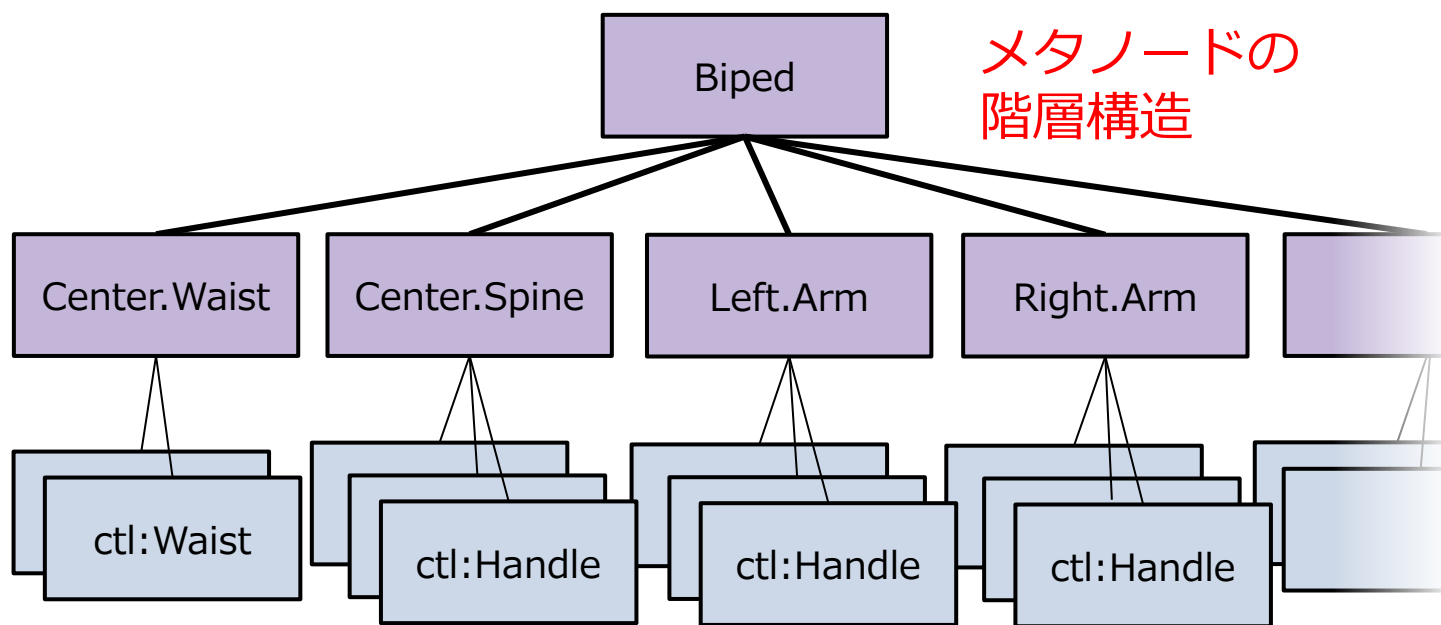 Biped
メタノードの
階層構造
Center.Waist
Center.Spine
Left.Arm
Right.Arm
ctl:Waist
ctl:Handle
ctl:Handle
ctl:Handle